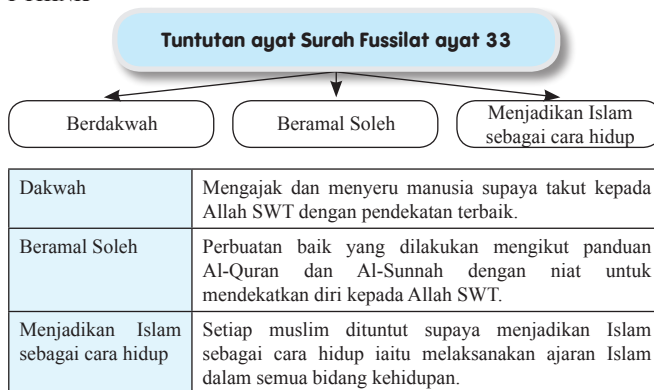 Tuntutan ayat Surah Fussilat ayat 33
Berdakwah
Beramal Soleh
Menjadikan Islam
sebagai cara hidup
Dakwah
Mengajak dan menyeru manusia supaya takut kepada
Allah SWT dengan pendekatan terbaik.
Beramal Soleh
Perbuatan baik yang dilakukan mengikut panduan
Al-Quran dan Al-Sunnah dengan niat untuk
mendekatkan diri kepada Allah SWT.
Menjadikan Islam
sebagai cara hidup
Setiap muslim dituntut supaya menjadikan Islam
sebagai cara hidup iaitu melaksanakan ajaran Islam
dalam semua bidang kehidupan.